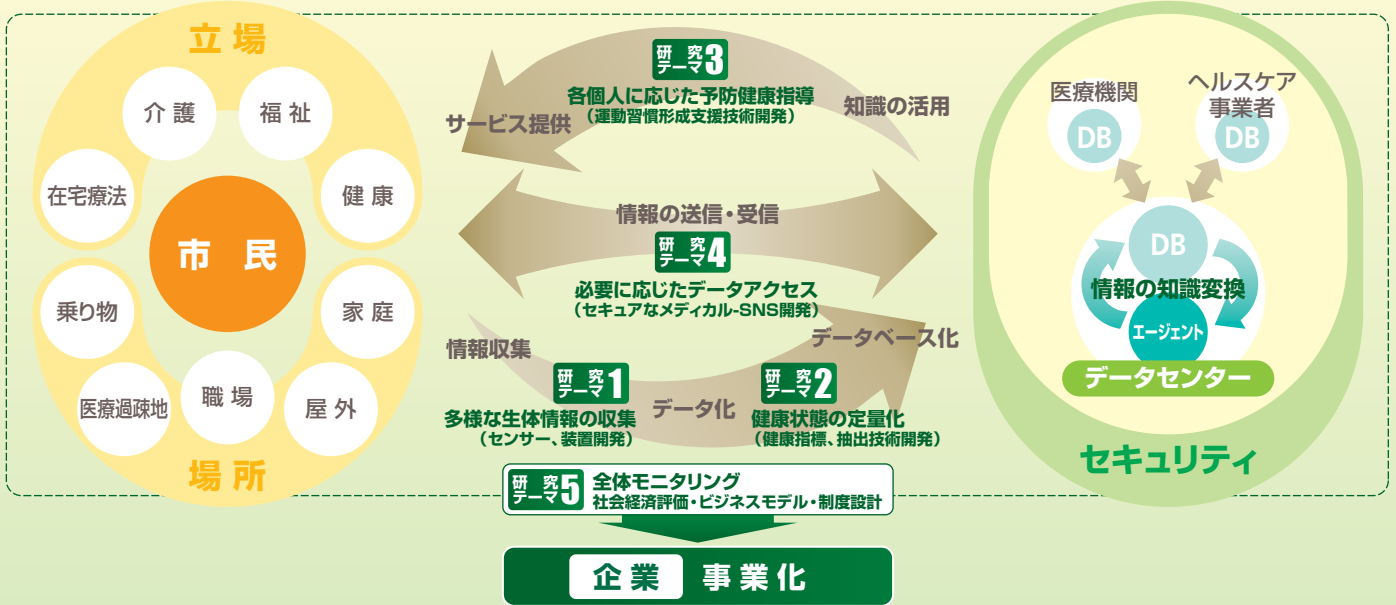 立場
介護
福祉
在宅療法
健康
市民
乗り物
家庭
医療過疎地
職場
屋外
場所
研究テーマ3
各個人に応じた予防健康指導
(運動習慣形成支援技術開発)
サービス提供
知識の活用
情報の送信・受信
研究テーマ4
必要に応じたデータアクセス
(セキュアなメディカル-SNS開発)
情報収集
データベース化
研究テーマ1
多様な生体情報の収集
(センサー、装置開発)
データ化
研究テーマ2
健康状態の定量化
(健康指標、抽出技術開発)
研究テーマ5
全体モニタリング
社会経済評価・ビジネスモデル・制度設計
企業 事業化
医療機関
DB
ヘルスケア
事業者
DB
DB
情報の知識変換
エージェント
データセンター
セキュリティ